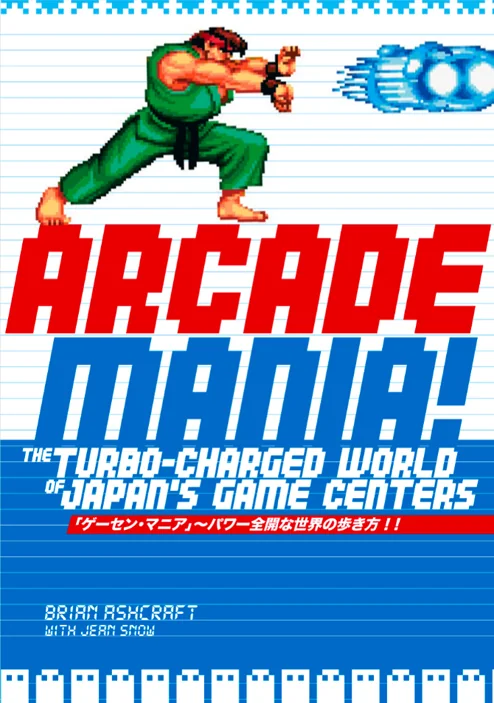 ARCADE
MANIA!
THE TURBO-CHARGED WORLD
OF JAPAN'S GAME CENTERS
「ゲーセン・マニア」～パワー全開な世界の歩き方！！
BRIAN ASHCRAFT
WITH JEAN SNOW